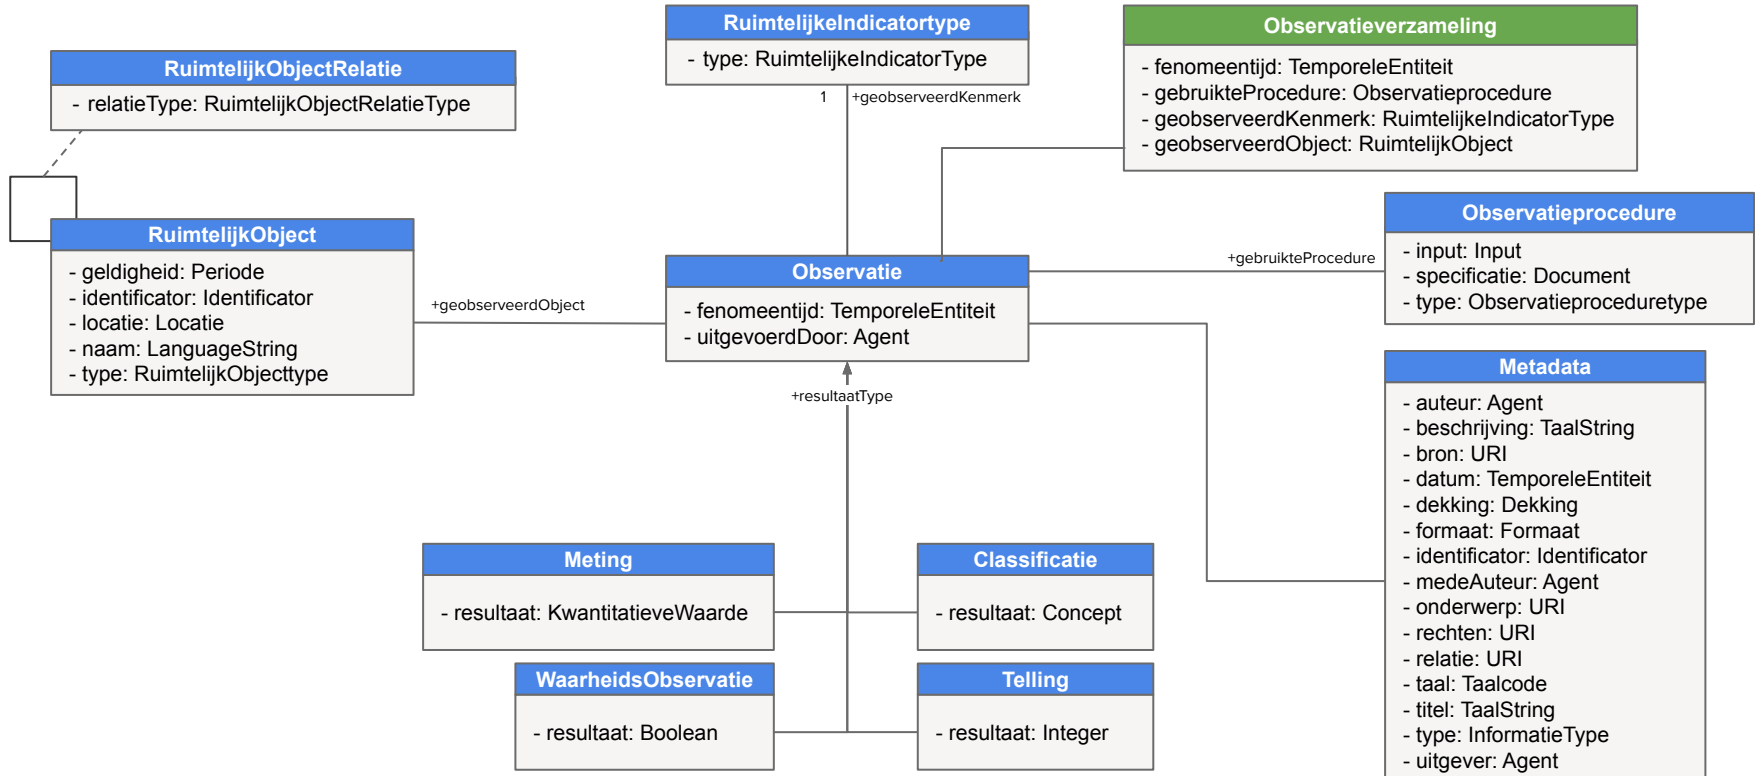 RuimtelijkObjectRelatie
- relatieType: RuimtelijkObjectRelatieType
RuimtelijkeIndicatortype
- type: RuimtelijkeIndicatorType
1
+geobserveerdKenmerk
Observatieverzameling
- fenomeentijd: TemporeleEntiteit
- gebruikteProcedure: Observatieprocedure
- geobserveerdKenmerk: RuimtelijkeIndicatorType
- geobserveerdObject: RuimtelijkObject
RuimtelijkObject
- geldigheid: Periode
- identificator: Identificator
- locatie: Locatie
- naam: LanguageString
- type: RuimtelijkObjecttype
+geobserveerdObject
Observatie
- fenomeentijd: TemporeleEntiteit
- uitgevoerdDoor: Agent
+gebruikteProcedure
Observatieprocedure
- input: Input
- specificatie: Document
- type: Observatieproceduretype
+resultaatType
Meting
- resultaat: KwantitatieveWaarde
Classificatie
- resultaat: Concept
WaarheidsObservatie
- resultaat: Boolean
Telling
- resultaat: Integer
Metadata
- auteur: Agent
- beschrijving: TaalString
- bron: URI
- datum: TemporeleEntiteit
- dekking: Dekking
- formaat: Formaat
- identificator: Identificator
- medeAuteur: Agent
- onderwerp: URI
- rechten: URI
- relatie: URI
- taal: Taalcode
- titel: TaalString
- type: InformatieType
- uitgever: Agent